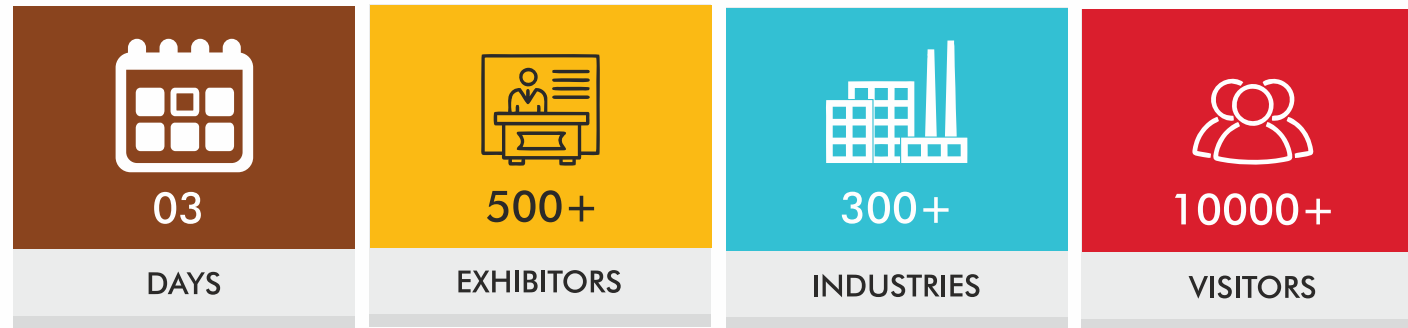 03
DAYS
500+
EXHIBITORS
300+
INDUSTRIES
10000+
VISITORS